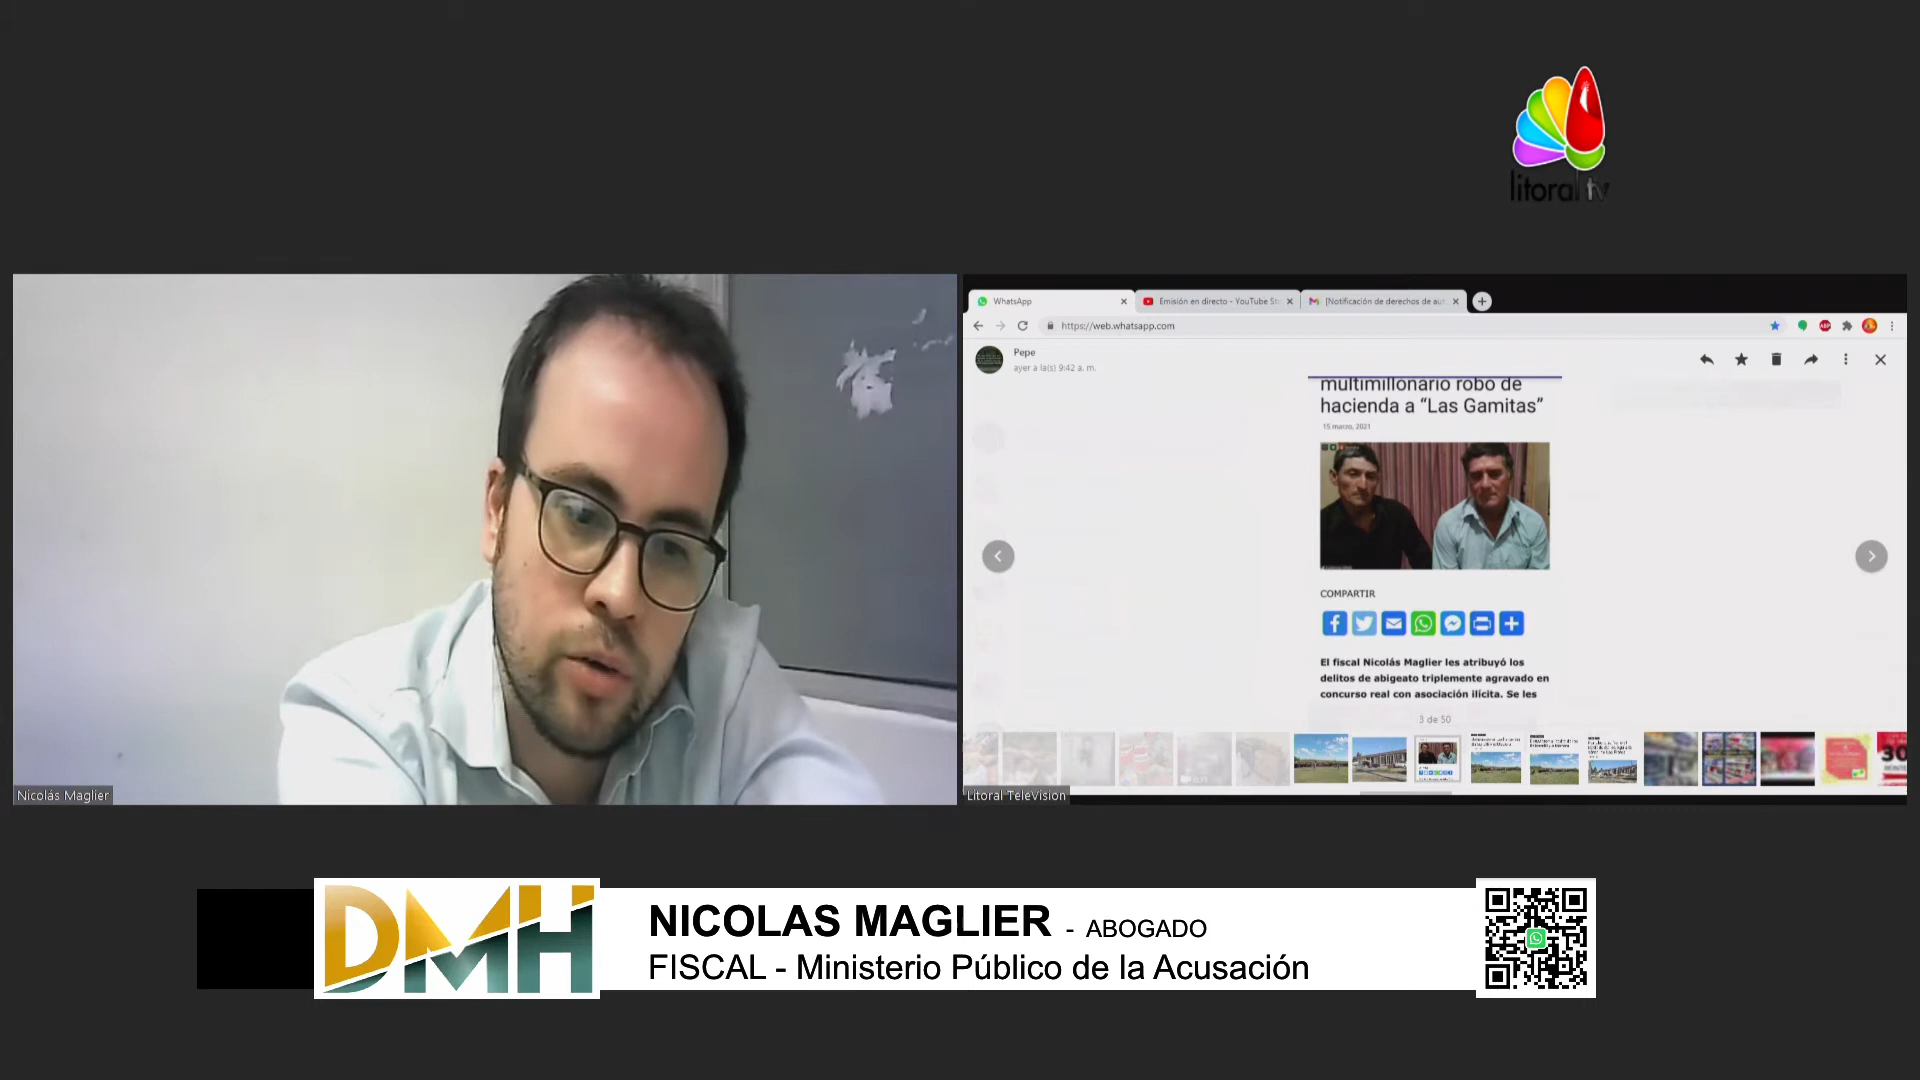 litoral tv
WhatsApp
Emisión en directo - YouTube St
[Notificación de derechos de aut
https://web.whatsapp.com
ABP
Pepe
ayer a la(s) 9:42 a. m.
multimillonario robo de
hacienda a “Las Gamitas”
15 marzo, 2021
COMPARTIR
El fiscal Nicolás Maglier les atribuyó los
delitos de abigeato triplemente agravado en
concurso real con asociación ilícita. Se les
3 de 50
30
Nicolás Maglier
Litoral TeleVision
DMH
NICOLAS MAGLIER - ABOGADO
FISCAL - Ministerio Público de la Acusación